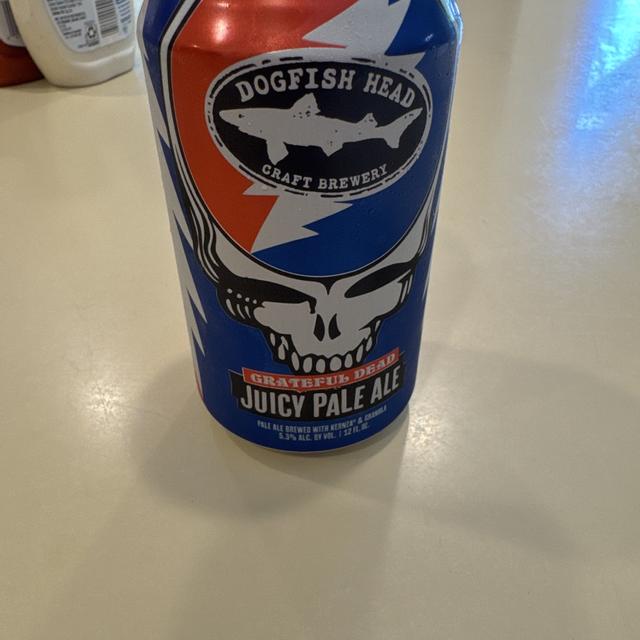 DOGFISH HEAD
CRAFT BREWERY
GRATEFUL DEAD
JUICY PALE ALE
PALE ALE BREWED WITH KERNZA® & GRANOLA
5.3% ALC. BY VOL. | 12 FL. OZ.